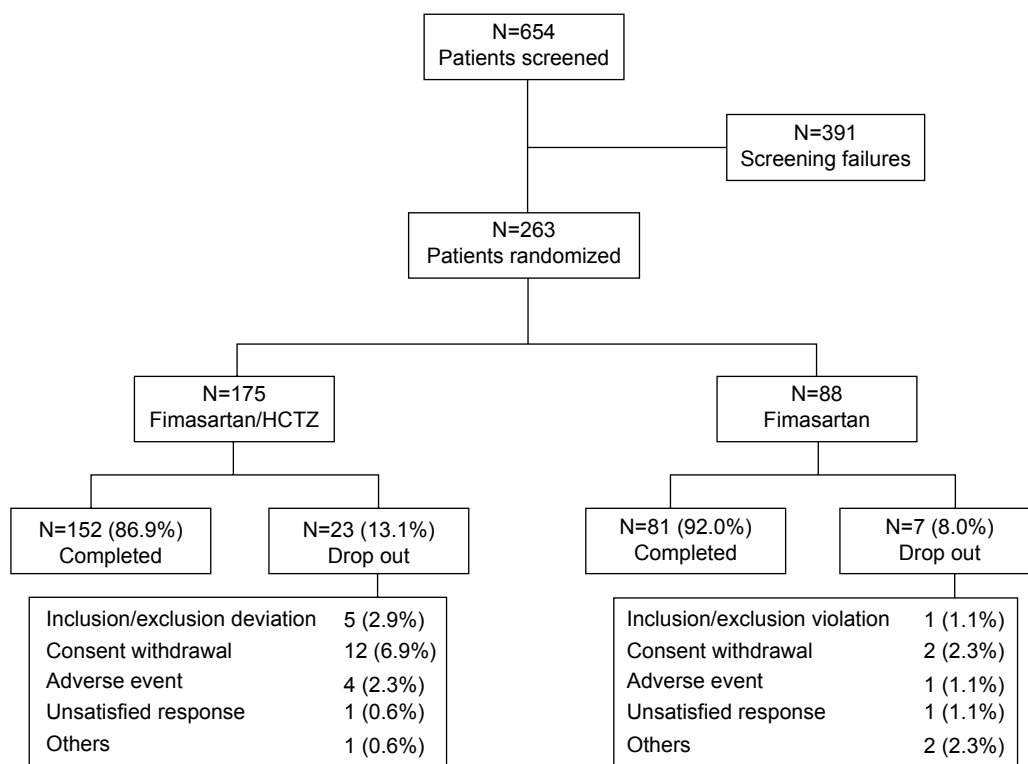 N=654
Patients screened
N=391
Screening failures
N=263
Patients randomized
N=175
Fimasartan/HCTZ
N=88
Fimasartan
N=152 (86.9%)
Completed
N=23 (13.1%)
Drop out
N=81 (92.0%)
Completed
N=7 (8.0%)
Drop out
Inclusion/exclusion deviation 5 (2.9%)
Consent withdrawal 12 (6.9%)
Adverse event 4 (2.3%)
Unsatisfied response 1 (0.6%)
Others 1 (0.6%)
Inclusion/exclusion violation 1 (1.1%)
Consent withdrawal 2 (2.3%)
Adverse event 1 (1.1%)
Unsatisfied response 1 (1.1%)
Others 2 (2.3%)